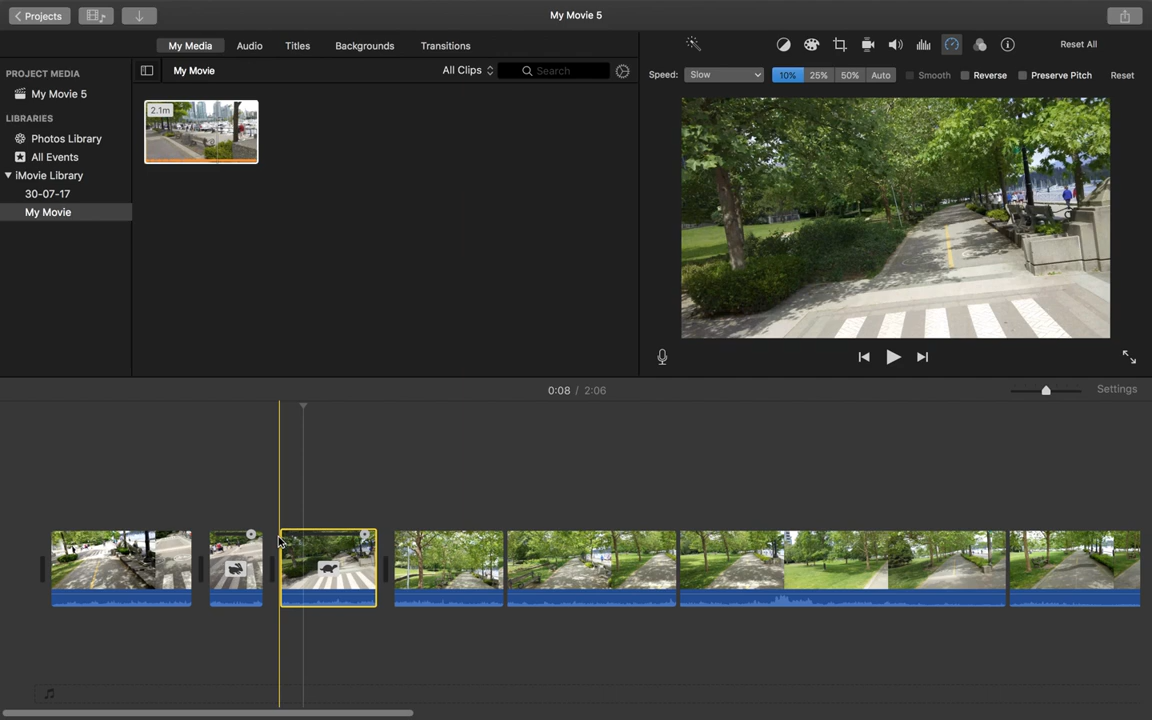 Projects
My Movie 5
My Media
Audio
Titles
Backgrounds
Transitions
Reset All
PROJECT MEDIA
My Movie 5
LIBRARIES
Photos Library
All Events
iMovie Library
30-07-17
My Movie
My Movie
All Clips
Search
2.1m
Speed: Slow 10% 25% 50% Auto Smooth Reverse Preserve Pitch Reset
0:08 / 2:06
Settings